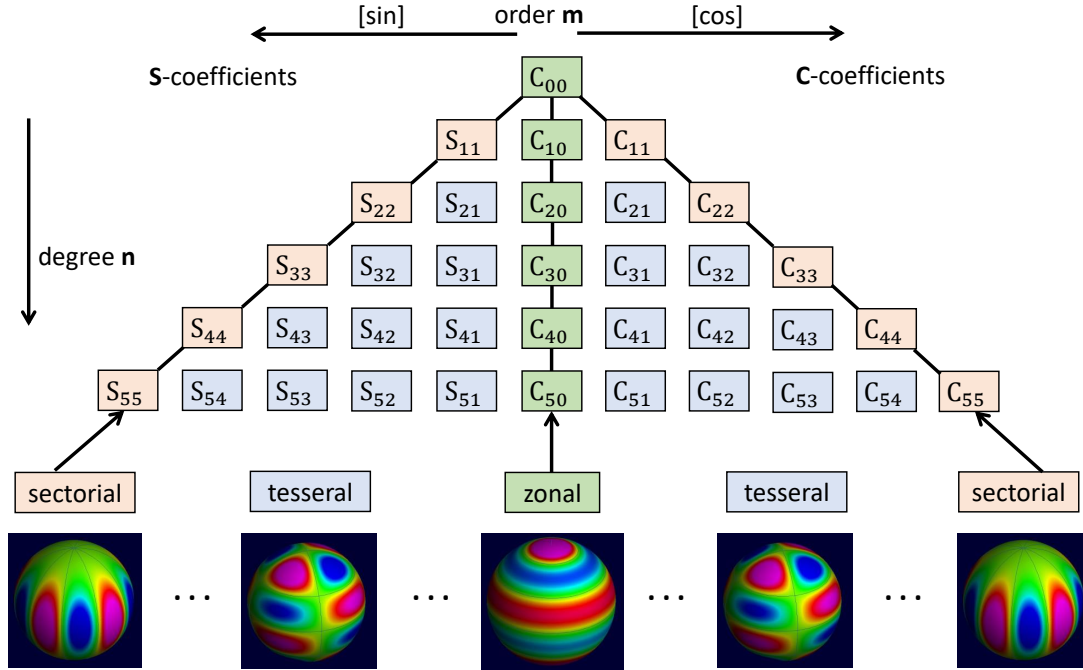 [sin] order m [cos]
S-coefficients C₀₀ C-coefficients
S₁₁ C₁₀ C₁₁
S₂₂ S₂₁ C₂₀ C₂₁ C₂₂
degree n S₃₃ S₃₂ S₃₁ C₃₀ C₃₁ C₃₂ C₃₃
S₄₄ S₄₃ S₄₂ S₄₁ C₄₀ C₄₁ C₄₂ C₄₃ C₄₄
S₅₅ S₅₄ S₅₃ S₅₂ S₅₁ C₅₀ C₅₁ C₅₂ C₅₃ C₅₄ C₅₅
sectorial tesseral zonal tesseral sectorial
... ... ... ...